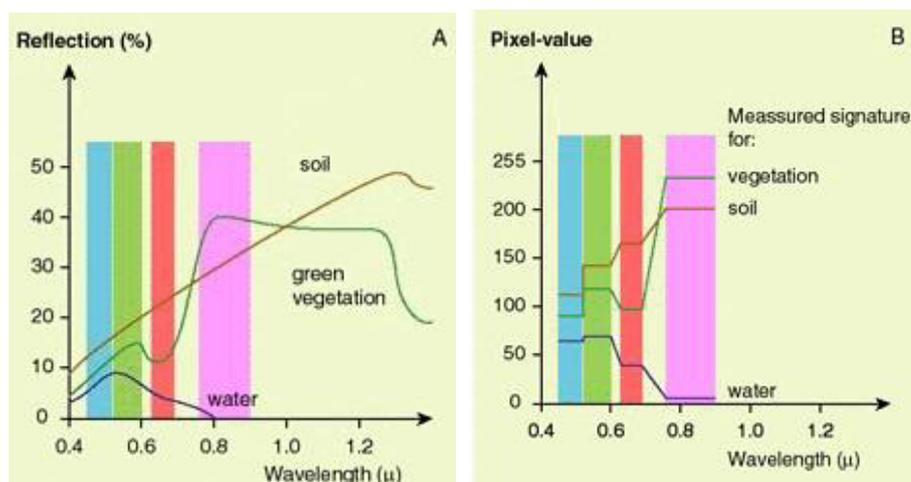 Reflection (%)
A
50
40
30
20
10
0
soil
green
vegetation
water
0.4
0.6
0.8
1.0
1.2
Wavelength (μ)
Pixel-value
B
255
200
150
100
50
0
Meassured signature
for:
vegetation
soil
water
0.4
0.6
0.8
1.0
1.2
Wavelength (μ)